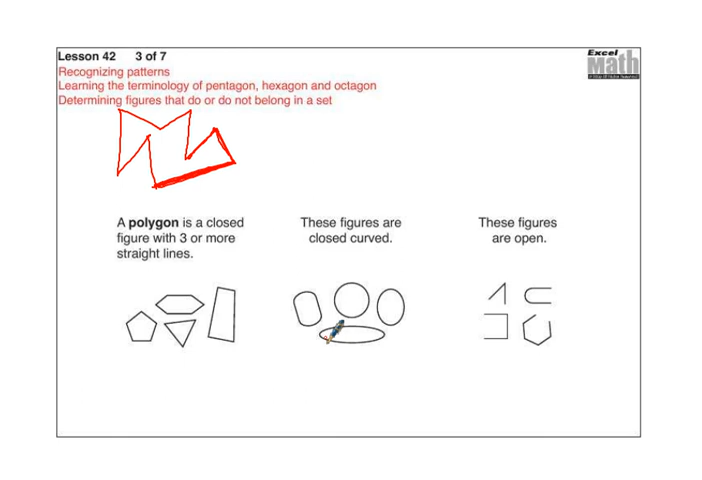 Lesson 42 3 of 7
Excel
Math
Recognizing patterns
Learning the terminology of pentagon, hexagon and octagon
Determining figures that do or do not belong in a set
A polygon is a closed
figure with 3 or more
straight lines.
These figures are
closed curved.
These figures
are open.